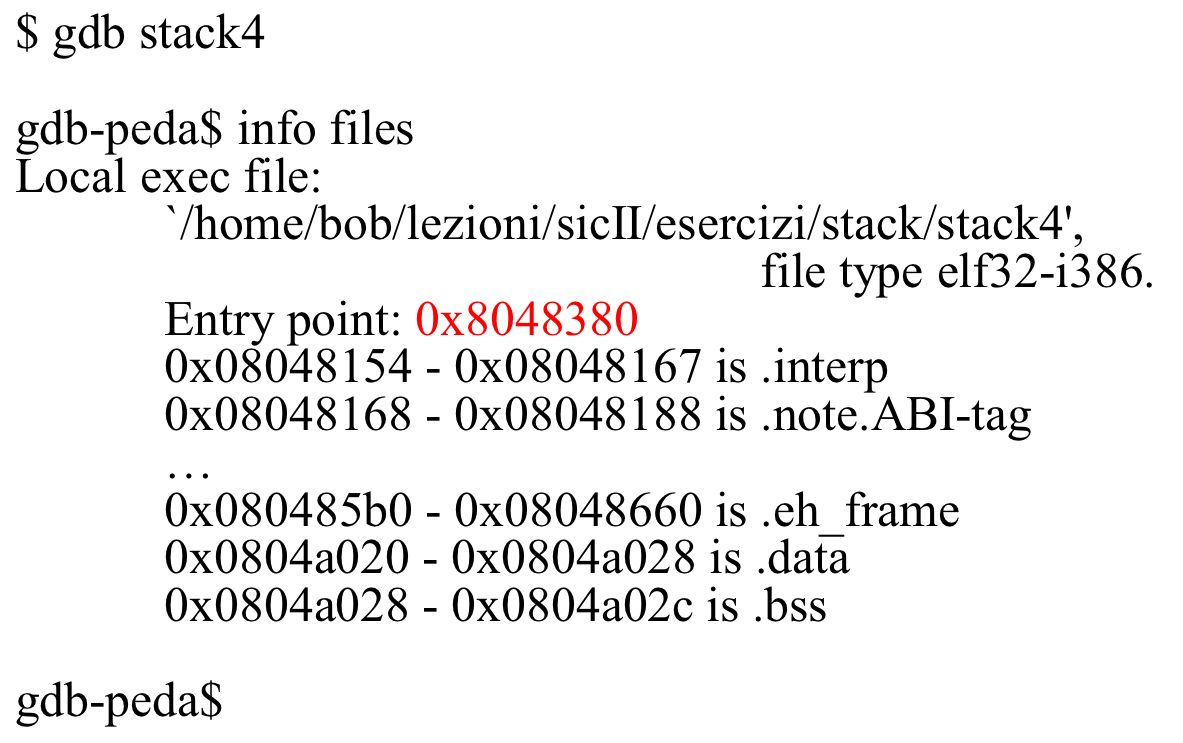 $ gdb stack4
gdb-peda$ info files
Local exec file:
`/home/bob/lezioni/sicII/esercizi/stack/stack4',
file type elf32-i386.
Entry point: 0x8048380
0x08048154 - 0x08048167 is .interp
0x08048168 - 0x08048188 is .note.ABI-tag
…
0x080485b0 - 0x08048660 is .eh_frame
0x0804a020 - 0x0804a028 is .data
0x0804a028 - 0x0804a02c is .bss
gdb-peda$